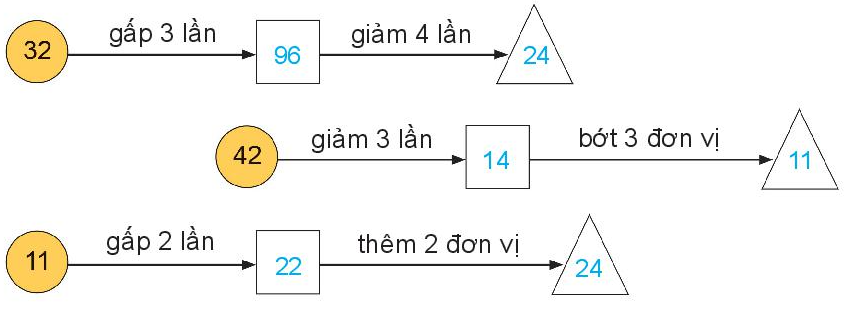 32 gấp 3 lần 96 giảm 4 lần 24
42 giảm 3 lần 14 bớt 3 đơn vị 11
11 gấp 2 lần 22 thêm 2 đơn vị 24